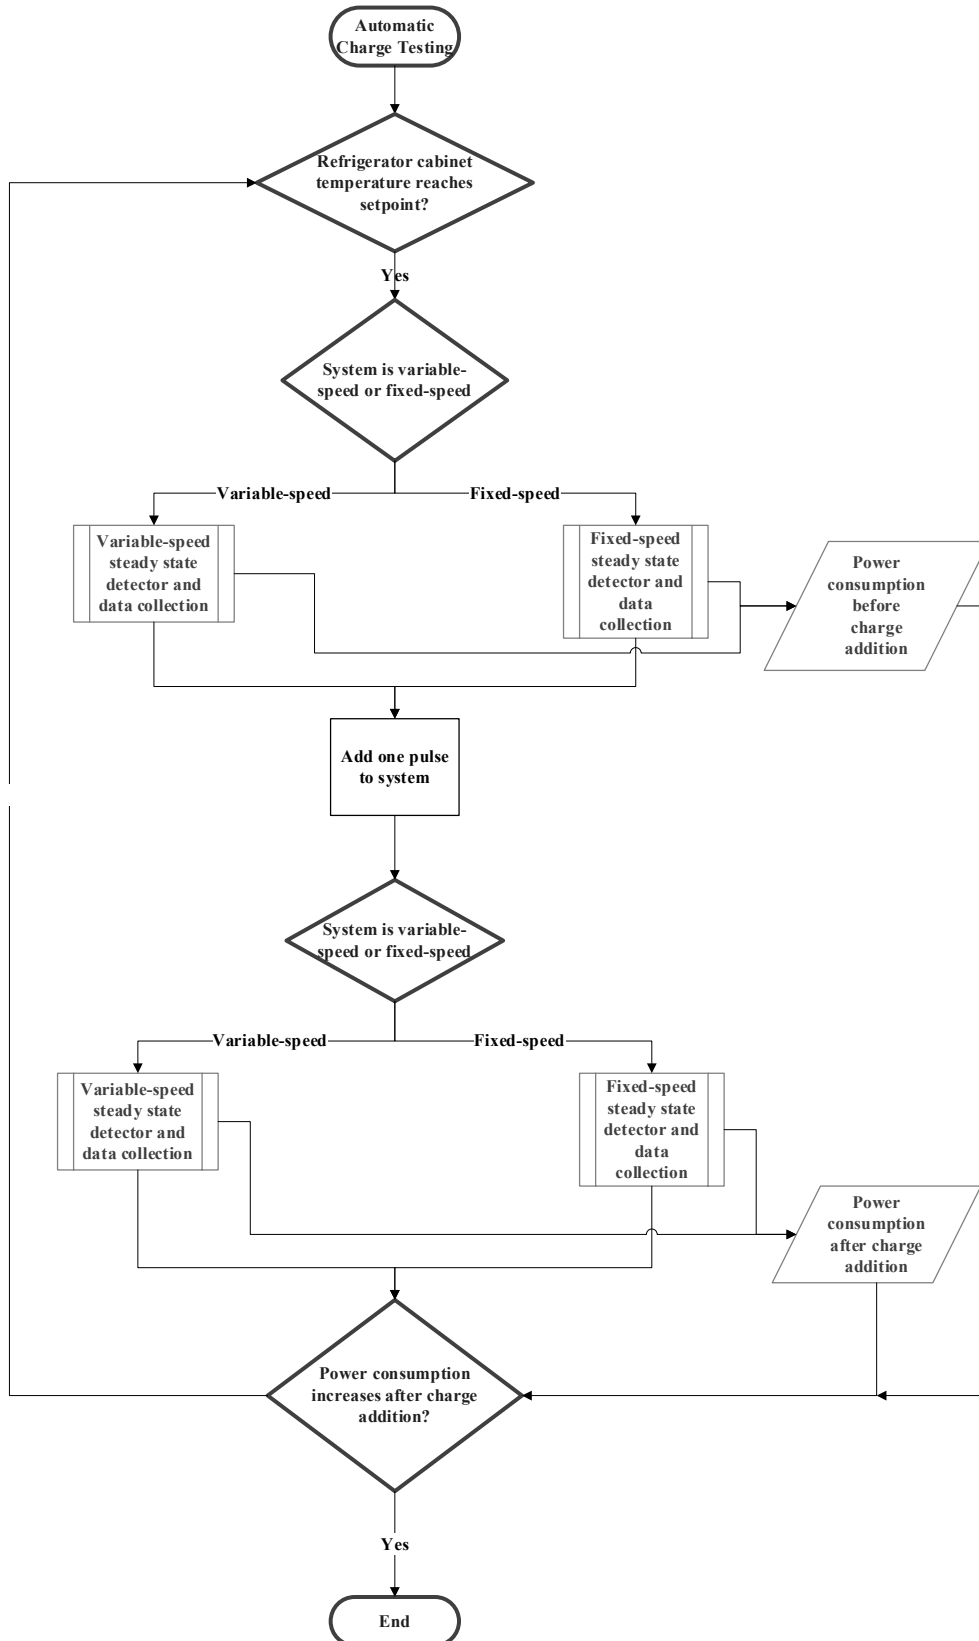 Automatic
Charge Testing
Refrigerator cabinet
temperature reaches
setpoint?
Yes
System is variable-
speed or fixed-speed
Variable-speed
Fixed-speed
Variable-speed
steady state
detector and
data collection
Fixed-speed
steady state
detector and
data
collection
Power
consumption
before
charge
addition
Add one pulse
to system
System is variable-
speed or fixed-speed
Variable-speed
Fixed-speed
Variable-speed
steady state
detector and
data collection
Fixed-speed
steady state
detector and
data
collection
Power
consumption
after charge
addition
Power consumption
increases after charge
addition?
Yes
End